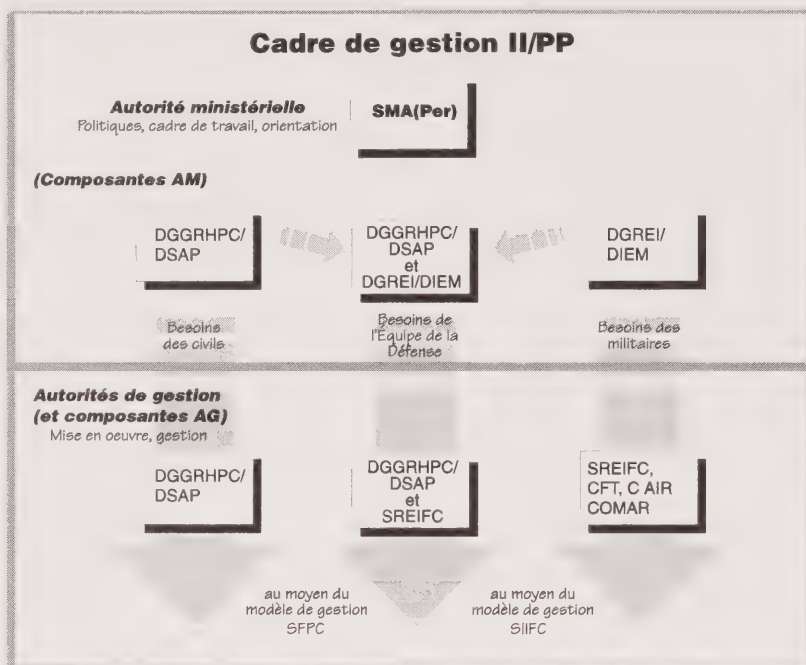 Cadre de gestion II/PP
Autorité ministérielle
Politiques, cadre de travail, orientation
SMA(Per)
(Composantes AM)
DGGRHPC/
DSAP
DGGRHPC/
DSAP
et
DGREI/DIEM
DGREI/
DIEM
Besoins
des civils
Besoins de
l'Équipe de la
Défense
Besoins des
militaires
Autorités de gestion
(et composantes AG)
Mise en oeuvre, gestion
DGGRHPC/
DSAP
DGGRHPC/
DSAP
et
SREIFC
SREIFC,
CFT, C AIR
COMAR
au moyen du
modèle de gestion
SFPC
au moyen du
modèle de gestion
SIIFC